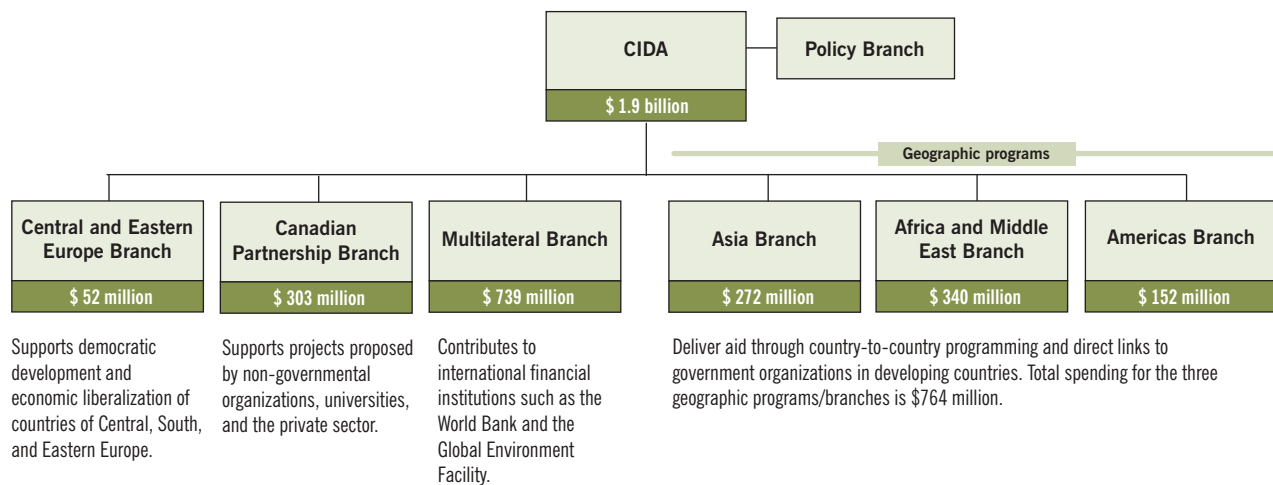 CIDA
$ 1.9 billion
Policy Branch
Geographic programs
Central and Eastern
Europe Branch
$ 52 million
Canadian
Partnership Branch
$ 303 million
Multilateral Branch
$ 739 million
Asia Branch
$ 272 million
Africa and Middle
East Branch
$ 340 million
Americas Branch
$ 152 million
Supports democratic
development and
economic liberalization of
countries of Central, South,
and Eastern Europe.
Supports projects proposed
by non-governmental
organizations, universities,
and the private sector.
Contributes to
international financial
institutions such as the
World Bank and the
Global Environment
Facility.
Deliver aid through country-to-country programming and direct links to
government organizations in developing countries. Total spending for the three
geographic programs/branches is $764 million.